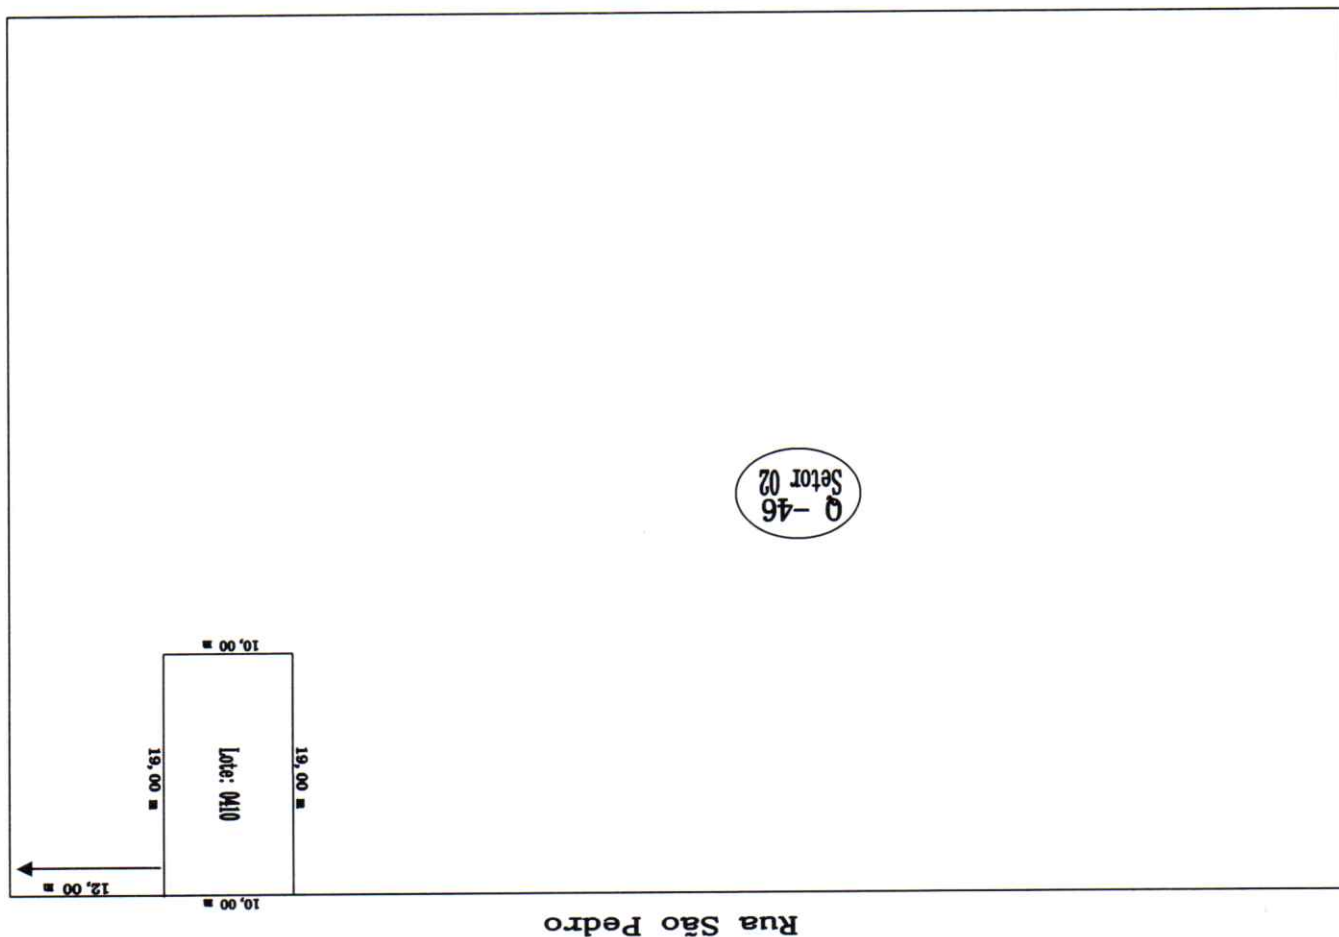 Rua São Pedro
10,00 m
12,00 m
19,00 m
Lote: 0410
19,00 m
10,00 m
Q -46
Setor 02